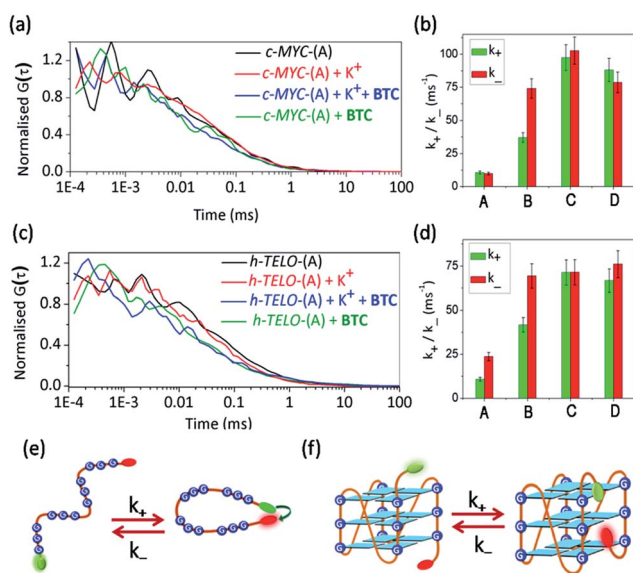 (a)
Normalised G(τ)
1.2
0.8
0.4
0.0
c-MYC-(A)
c-MYC-(A) + K+
c-MYC-(A) + K+ + BTC
c-MYC-(A) + BTC
1E-4 1E-3 0.01 0.1 1 10 100
Time (ms)
(b)
k+ / k_ (ms-1)
100
75
50
25
0
k+
k_
A B C D
(c)
Normalised G(τ)
1.2
0.8
0.4
0.0
h-TELO-(A)
h-TELO-(A) + K+
h-TELO-(A) + K+ + BTC
h-TELO-(A) + BTC
1E-4 1E-3 0.01 0.1 1 10 100
Time (ms)
(d)
k+ / k_ (ms-1)
75
50
25
0
k+
k_
A B C D
(e)
G G G G G G G G G G G G
k+
k_
G G G G G G G G G G G G
(f)
k+
k_
G G G G G G
G G G G G G